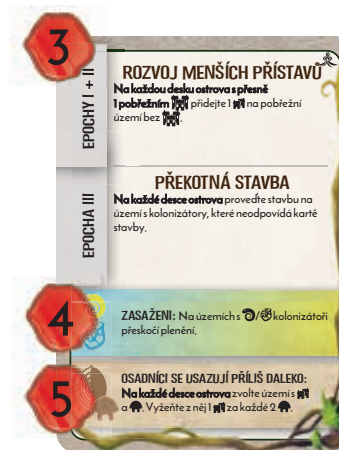 3
EPOCHY I + II
ROZVOJ MENŠÍCH PŘÍSTAVŮ
Na každou desku ostrova s přesně
1 pobřežním přidejte 1 na pobřežní
území bez .
EPOCHA III
PŘEKOTNÁ STAVBA
Na každé desce ostrova proveďte stavbu na
území s kolonizátory, které neodpovídá kartě
stavby.
4
ZASAŽENI: Na územích s / kolonizátoři
přeskočí plenění.
5
OSADNÍCI SE USAZUJÍ PŘÍLIŠ DALEKO:
Na každé desce ostrova zvolte území s
a . Vyžeňte z něj 1 za každé 2 .